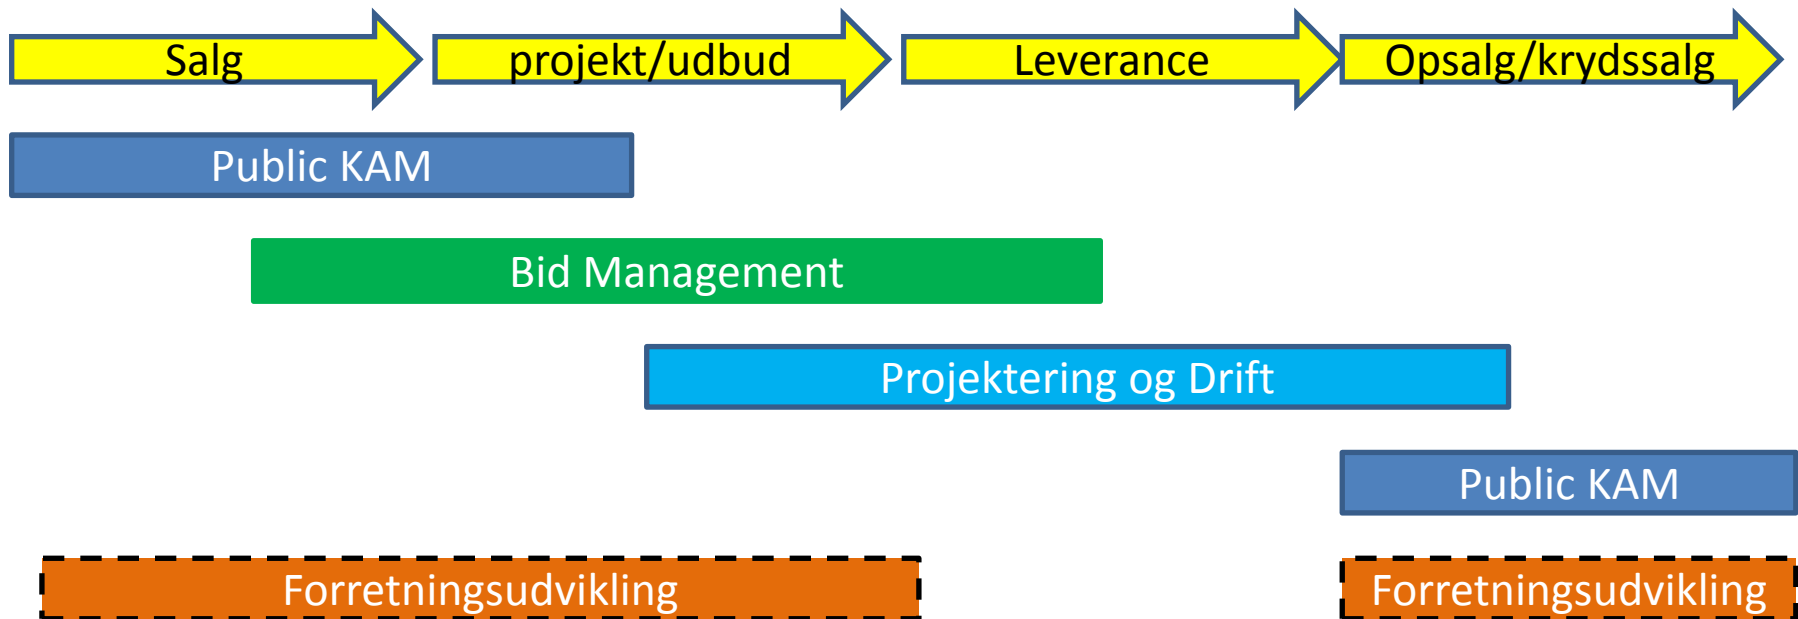 Salg
projekt/udbud
Leverance
Opsalg/krydssalg
Public KAM
Bid Management
Projektering og Drift
Public KAM
Forretningsudvikling
Forretningsudvikling